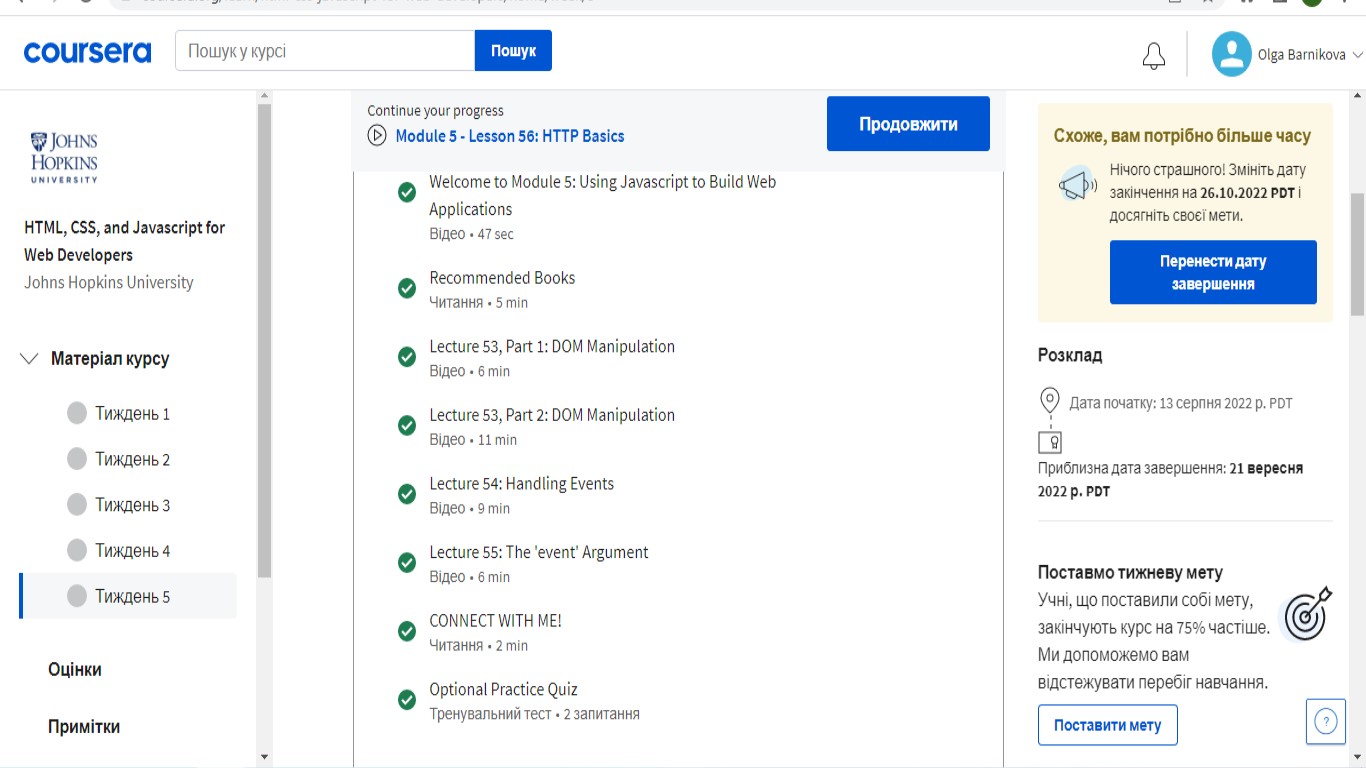 coursera
Пошук у курсі
Пошук
Olga Barnikova
JOHNS
HOPKINS
UNIVERSITY
HTML, CSS, and Javascript for
Web Developers
Johns Hopkins University
Матеріал курсу
Тиждень 1
Тиждень 2
Тиждень 3
Тиждень 4
Тиждень 5
Оцінки
Примітки
Continue your progress
Module 5 - Lesson 56: HTTP Basics
Продовжити
Welcome to Module 5: Using Javascript to Build Web
Applications
Відео • 47 sec
Recommended Books
Читання • 5 min
Lecture 53, Part 1: DOM Manipulation
Відео • 6 min
Lecture 53, Part 2: DOM Manipulation
Відео • 11 min
Lecture 54: Handling Events
Відео • 9 min
Lecture 55: The 'event' Argument
Відео • 6 min
CONNECT WITH ME!
Читання • 2 min
Optional Practice Quiz
Тренувальний тест • 2 запитання
Схоже, вам потрібно більше часу
Нічого страшного! Змініть дату
закінчення на 26.10.2022 PDT і
досягніть своєї мети.
Перенести дату
завершення
Розклад
Дата початку: 13 серпня 2022 р. PDT
Приблизна дата завершення: 21 вересня
2022 р. PDT
Поставмо тижневу мету
Учні, що поставили собі мету,
закінчують курс на 75% частіше.
Ми допоможемо вам
відстежувати перебіг навчання.
Поставити мету
?